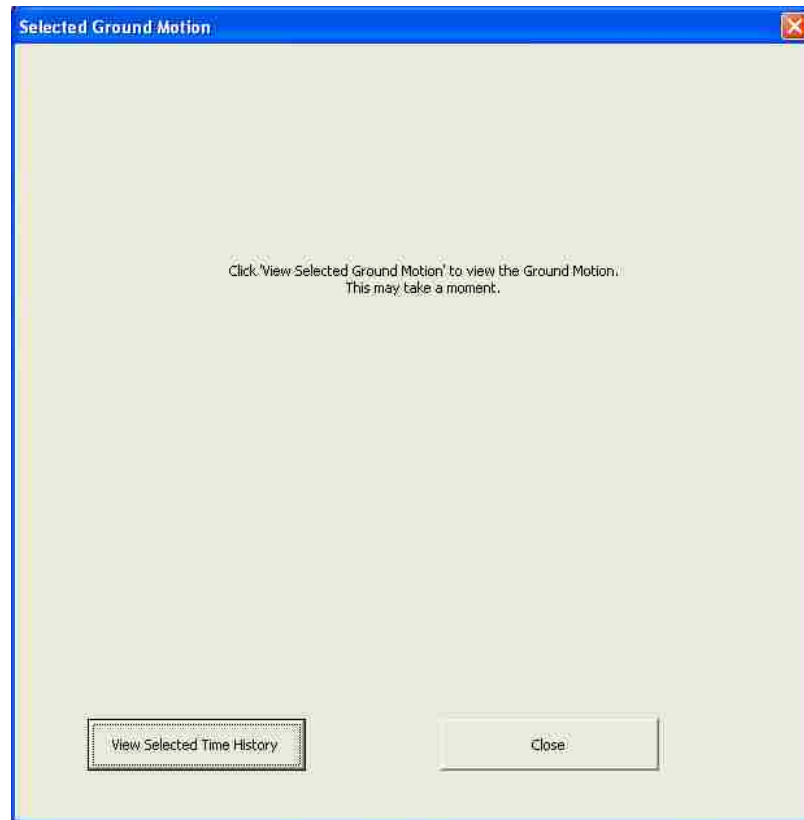 Selected Ground Motion
Click 'View Selected Ground Motion' to view the Ground Motion.
This may take a moment.
View Selected Time History
Close